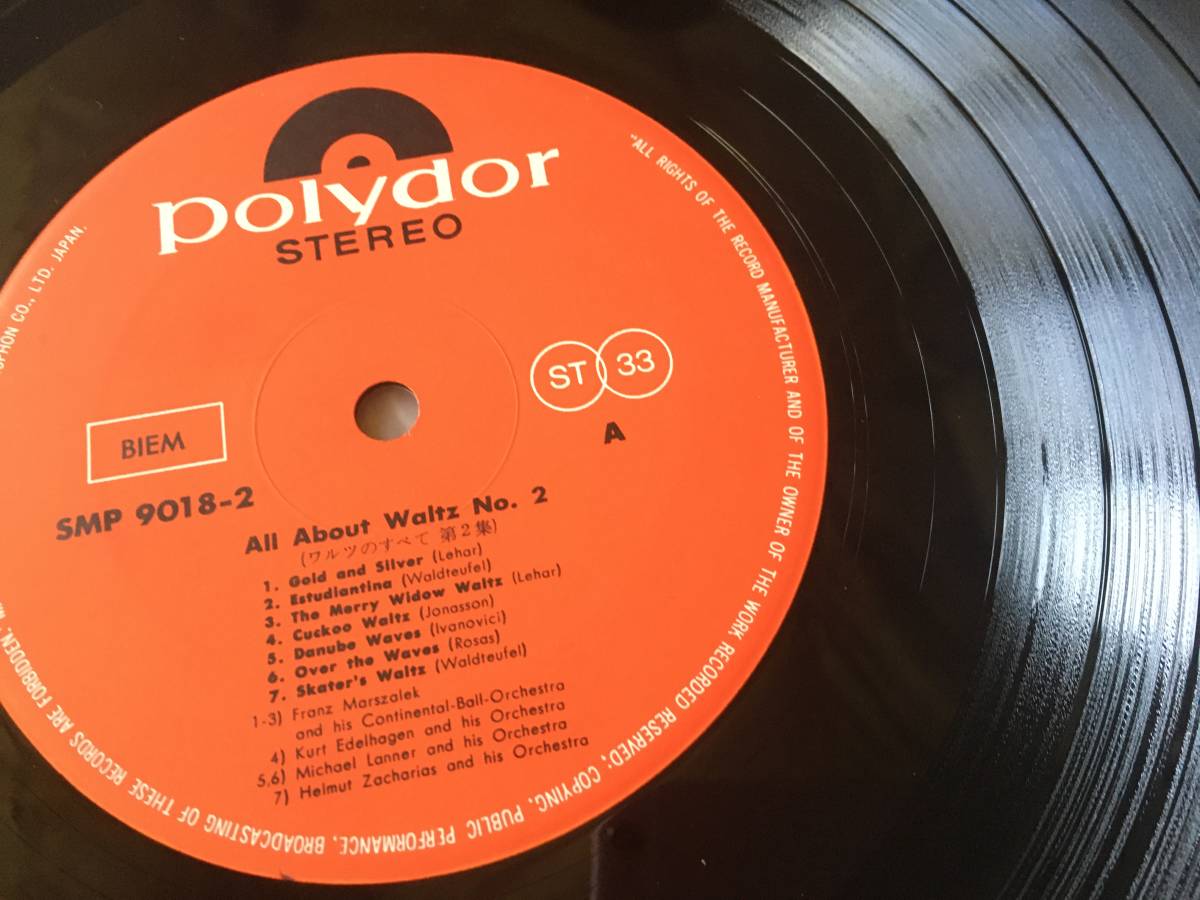 polydor
STEREO
ST 33
A
BIEM
SMP 9018-2
All About Waltz No. 2
(ワルツのすべて 第2集)
1. Gold and Silver (Lehar)
2. Estudiantina (Waldteufel)
3. The Merry Widow Waltz (Lehar)
4. Cuckoo Waltz (Jonasson)
5. Danube Waves (Ivanovici)
6. Over the Waves (Rosas)
7. Skater's Waltz (Waldteufel)
1-3) Franz Marszalek
and his Continental-Ball-Orchestra
4) Kurt Edelhagen and his Orchestra
5,6) Michael Lanner and his Orchestra
7) Helmut Zacharias and his Orchestra
"ALL RIGHTS OF THE RECORD MANUFACTURER AND OF THE OWNER OF THE WORK RECORDED RESERVED; COPYING, PUBLIC PERFORMANCE, BROADCASTING OF THESE RECORDS ARE FORBIDDEN.
CO., LTD. JAPAN.